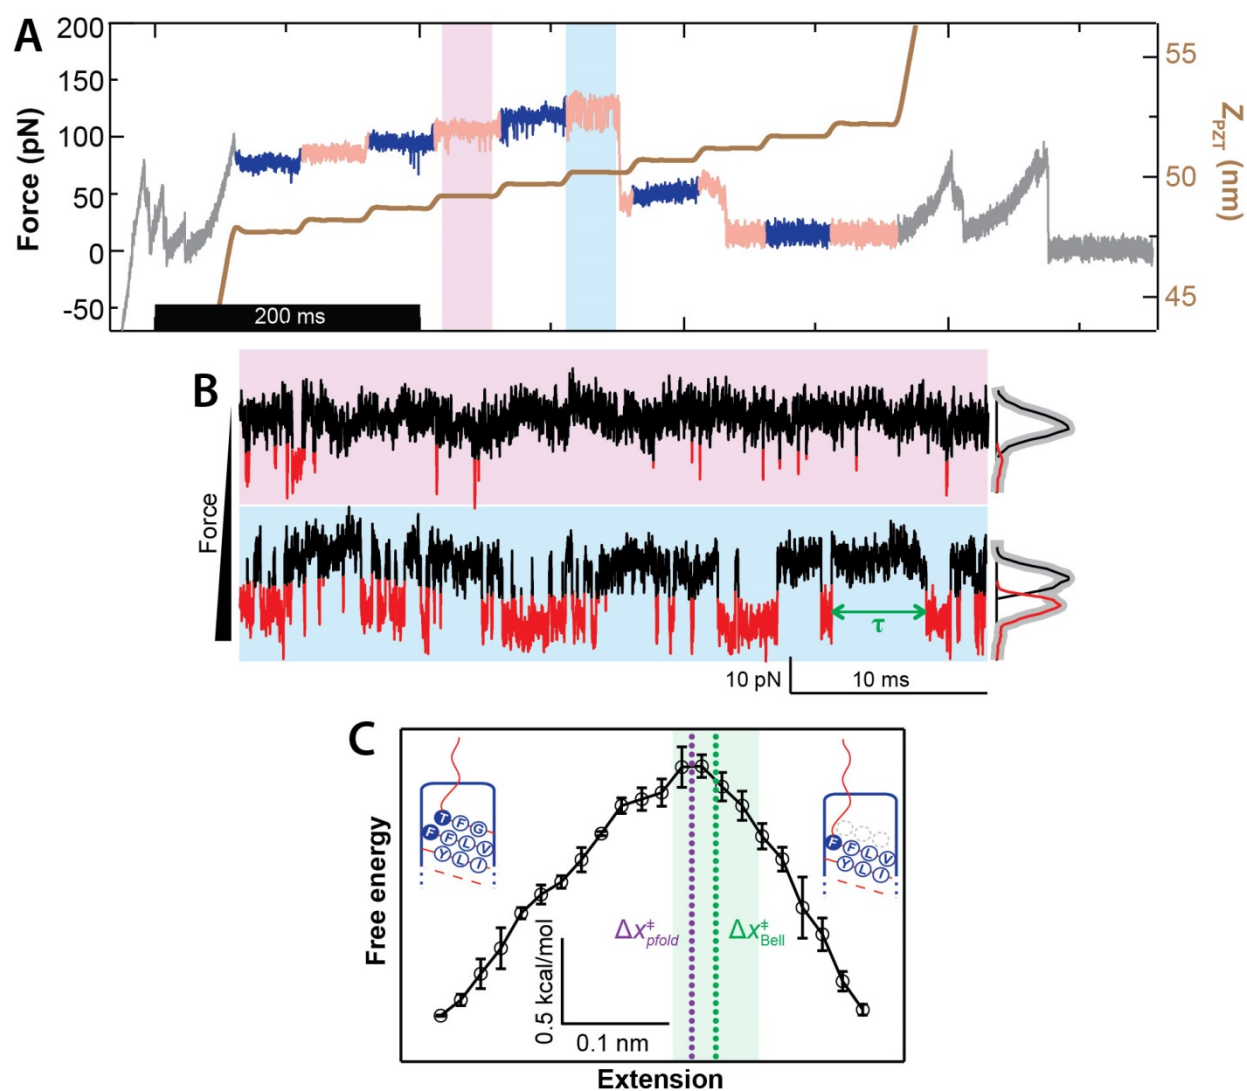 A
200
150
100
50
0
-50
Force (pN)
200 ms
55
50
45
Z_PZT (nm)
B
Force
τ
10 pN
10 ms
C
Free energy
T F G
F F L V
Y L I
F F L V
Y L I
Δx‡pfold
Δx‡Bell
0.5 kcal/mol
0.1 nm
Extension